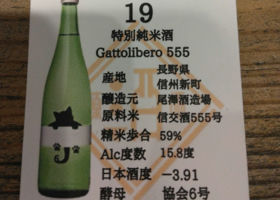 19
特別純米酒
Gattolibero 555
産地 長野県
信州新町
醸造元 尾澤酒造場
原料米 信交酒555号
精米歩合 59%
Alc度数 15.8度
日本酒度 −3.91
酵母 協会6号